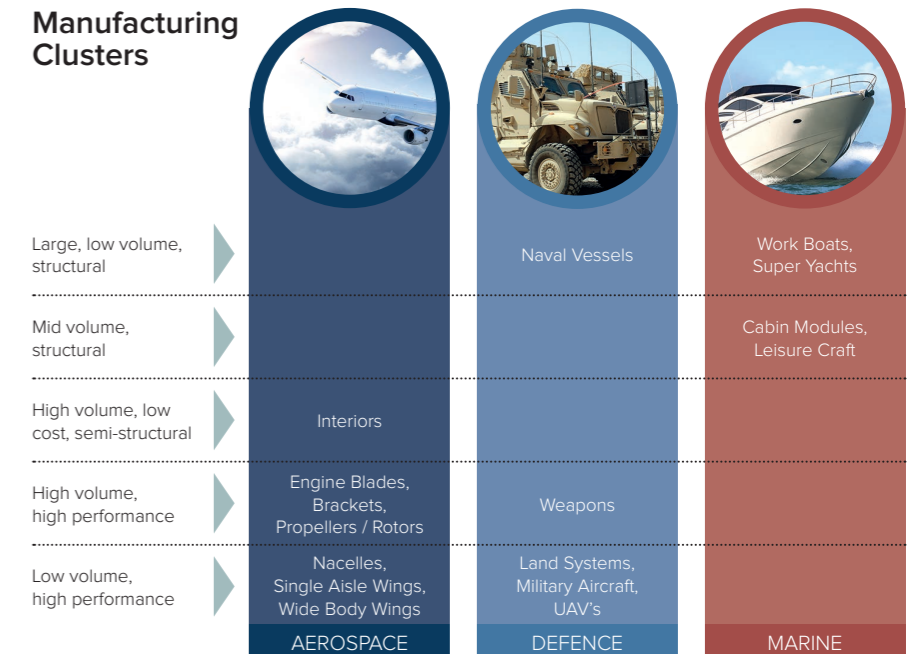 Manufacturing
Clusters
Large, low volume,
structural
Naval Vessels
Work Boats,
Super Yachts
Mid volume,
structural
Cabin Modules,
Leisure Craft
High volume, low
cost, semi-structural
Interiors
High volume,
high performance
Engine Blades,
Brackets,
Propellers / Rotors
Weapons
Low volume,
high performance
Nacelles,
Single Aisle Wings,
Wide Body Wings
Land Systems,
Military Aircraft,
UAV's
AEROSPACE
DEFENCE
MARINE